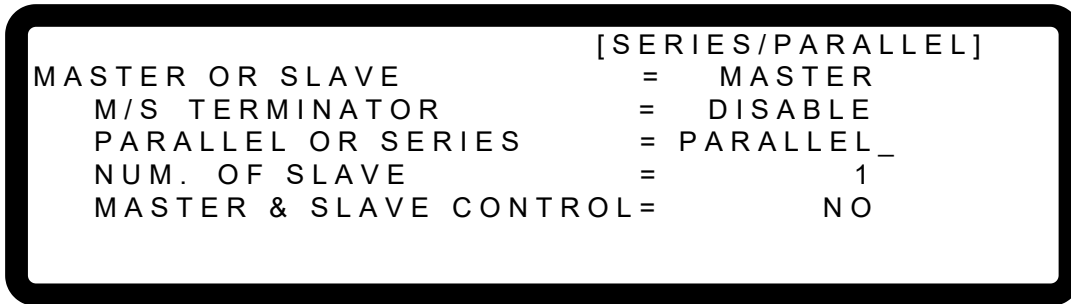 [SERIES/PARALLEL]
MASTER OR SLAVE = MASTER
M/S TERMINATOR = DISABLE
PARALLEL OR SERIES = PARALLEL_
NUM. OF SLAVE = 1
MASTER & SLAVE CONTROL= NO